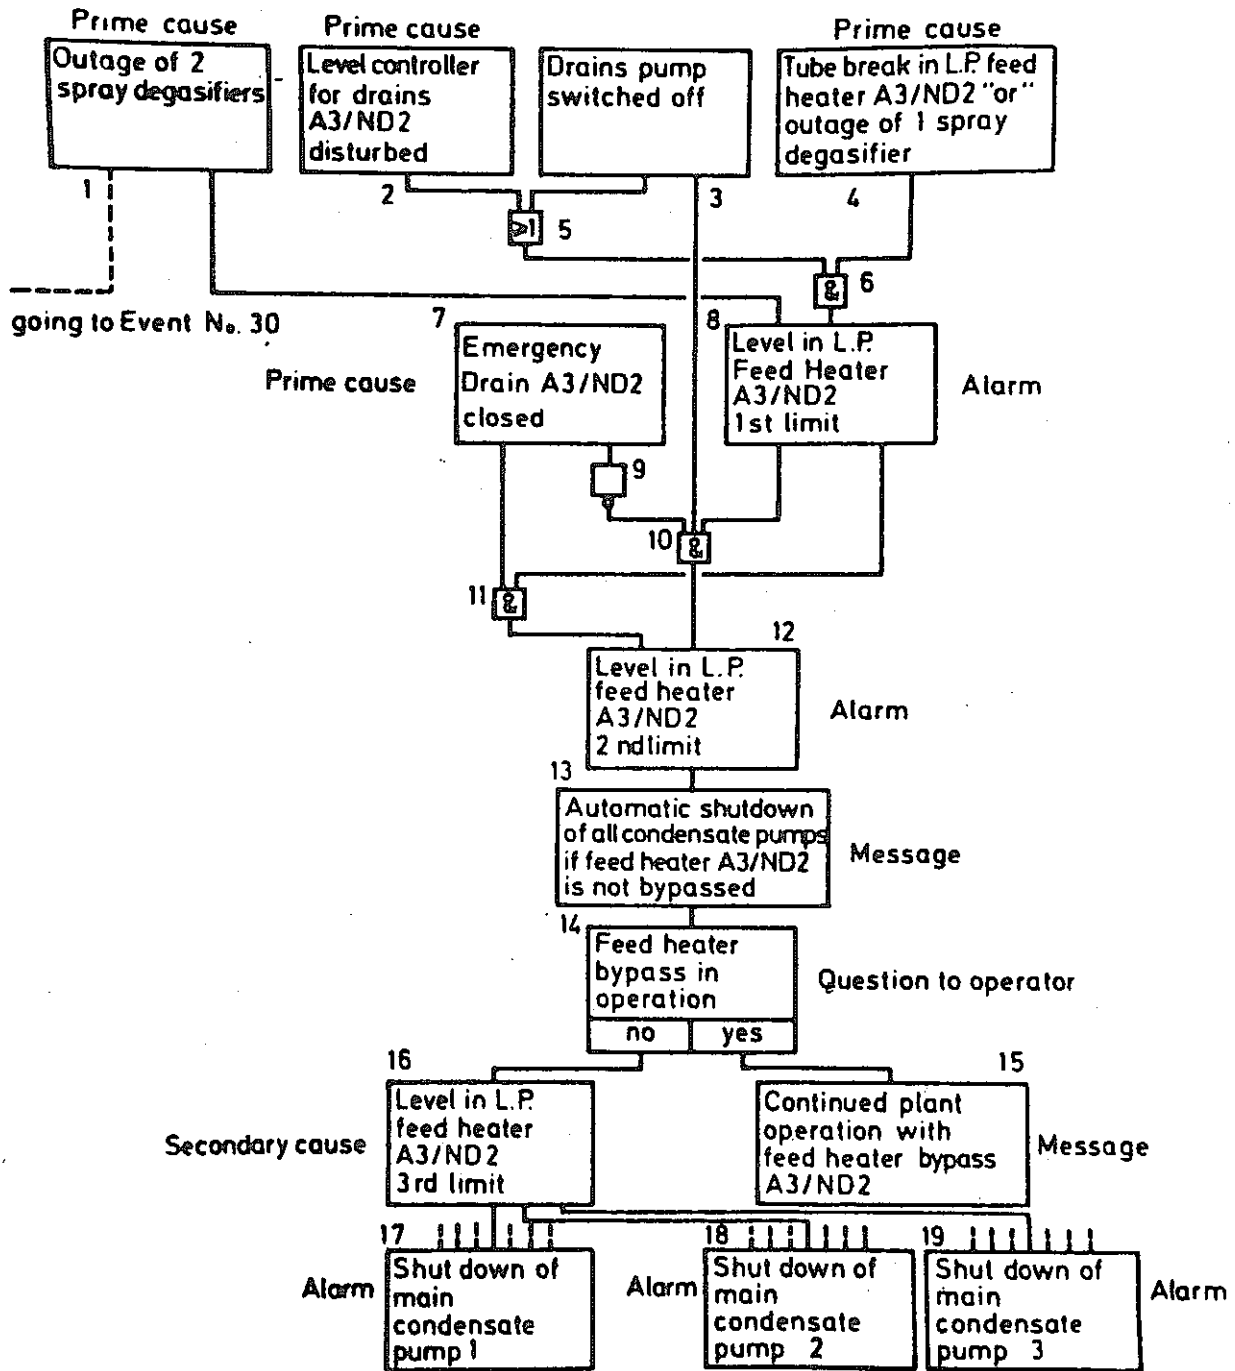 Prime cause
Outage of 2
spray degasifiers
1
going to Event No. 30
Prime cause
Level controller
for drains
A3/ND2
disturbed
2
Drains pump
switched off
3
Prime cause
Tube break in L.P. feed
heater A3/ND2 "or"
outage of 1 spray
degasifier
4
≥1
5
&
6
7
Emergency
Drain A3/ND2
closed
Prime cause
8
Level in L.P.
Feed Heater
A3/ND2
1st limit
Alarm
9
10
&
11
&
12
Level in L.P.
feed heater
A3/ND2
2nd limit
Alarm
13
Automatic shutdown
of all condensate pumps
if feed heater A3/ND2
is not bypassed
Message
14
Feed heater
bypass in
operation
no
yes
Question to operator
16
Level in L.P.
feed heater
A3/ND2
3rd limit
Secondary cause
15
Continued plant
operation with
feed heater bypass
A3/ND2
Message
17
Alarm
Shut down of
main
condensate
pump 1
18
Alarm
Shut down of
main
condensate
pump 2
19
Shut down of
main
condensate
pump 3
Alarm